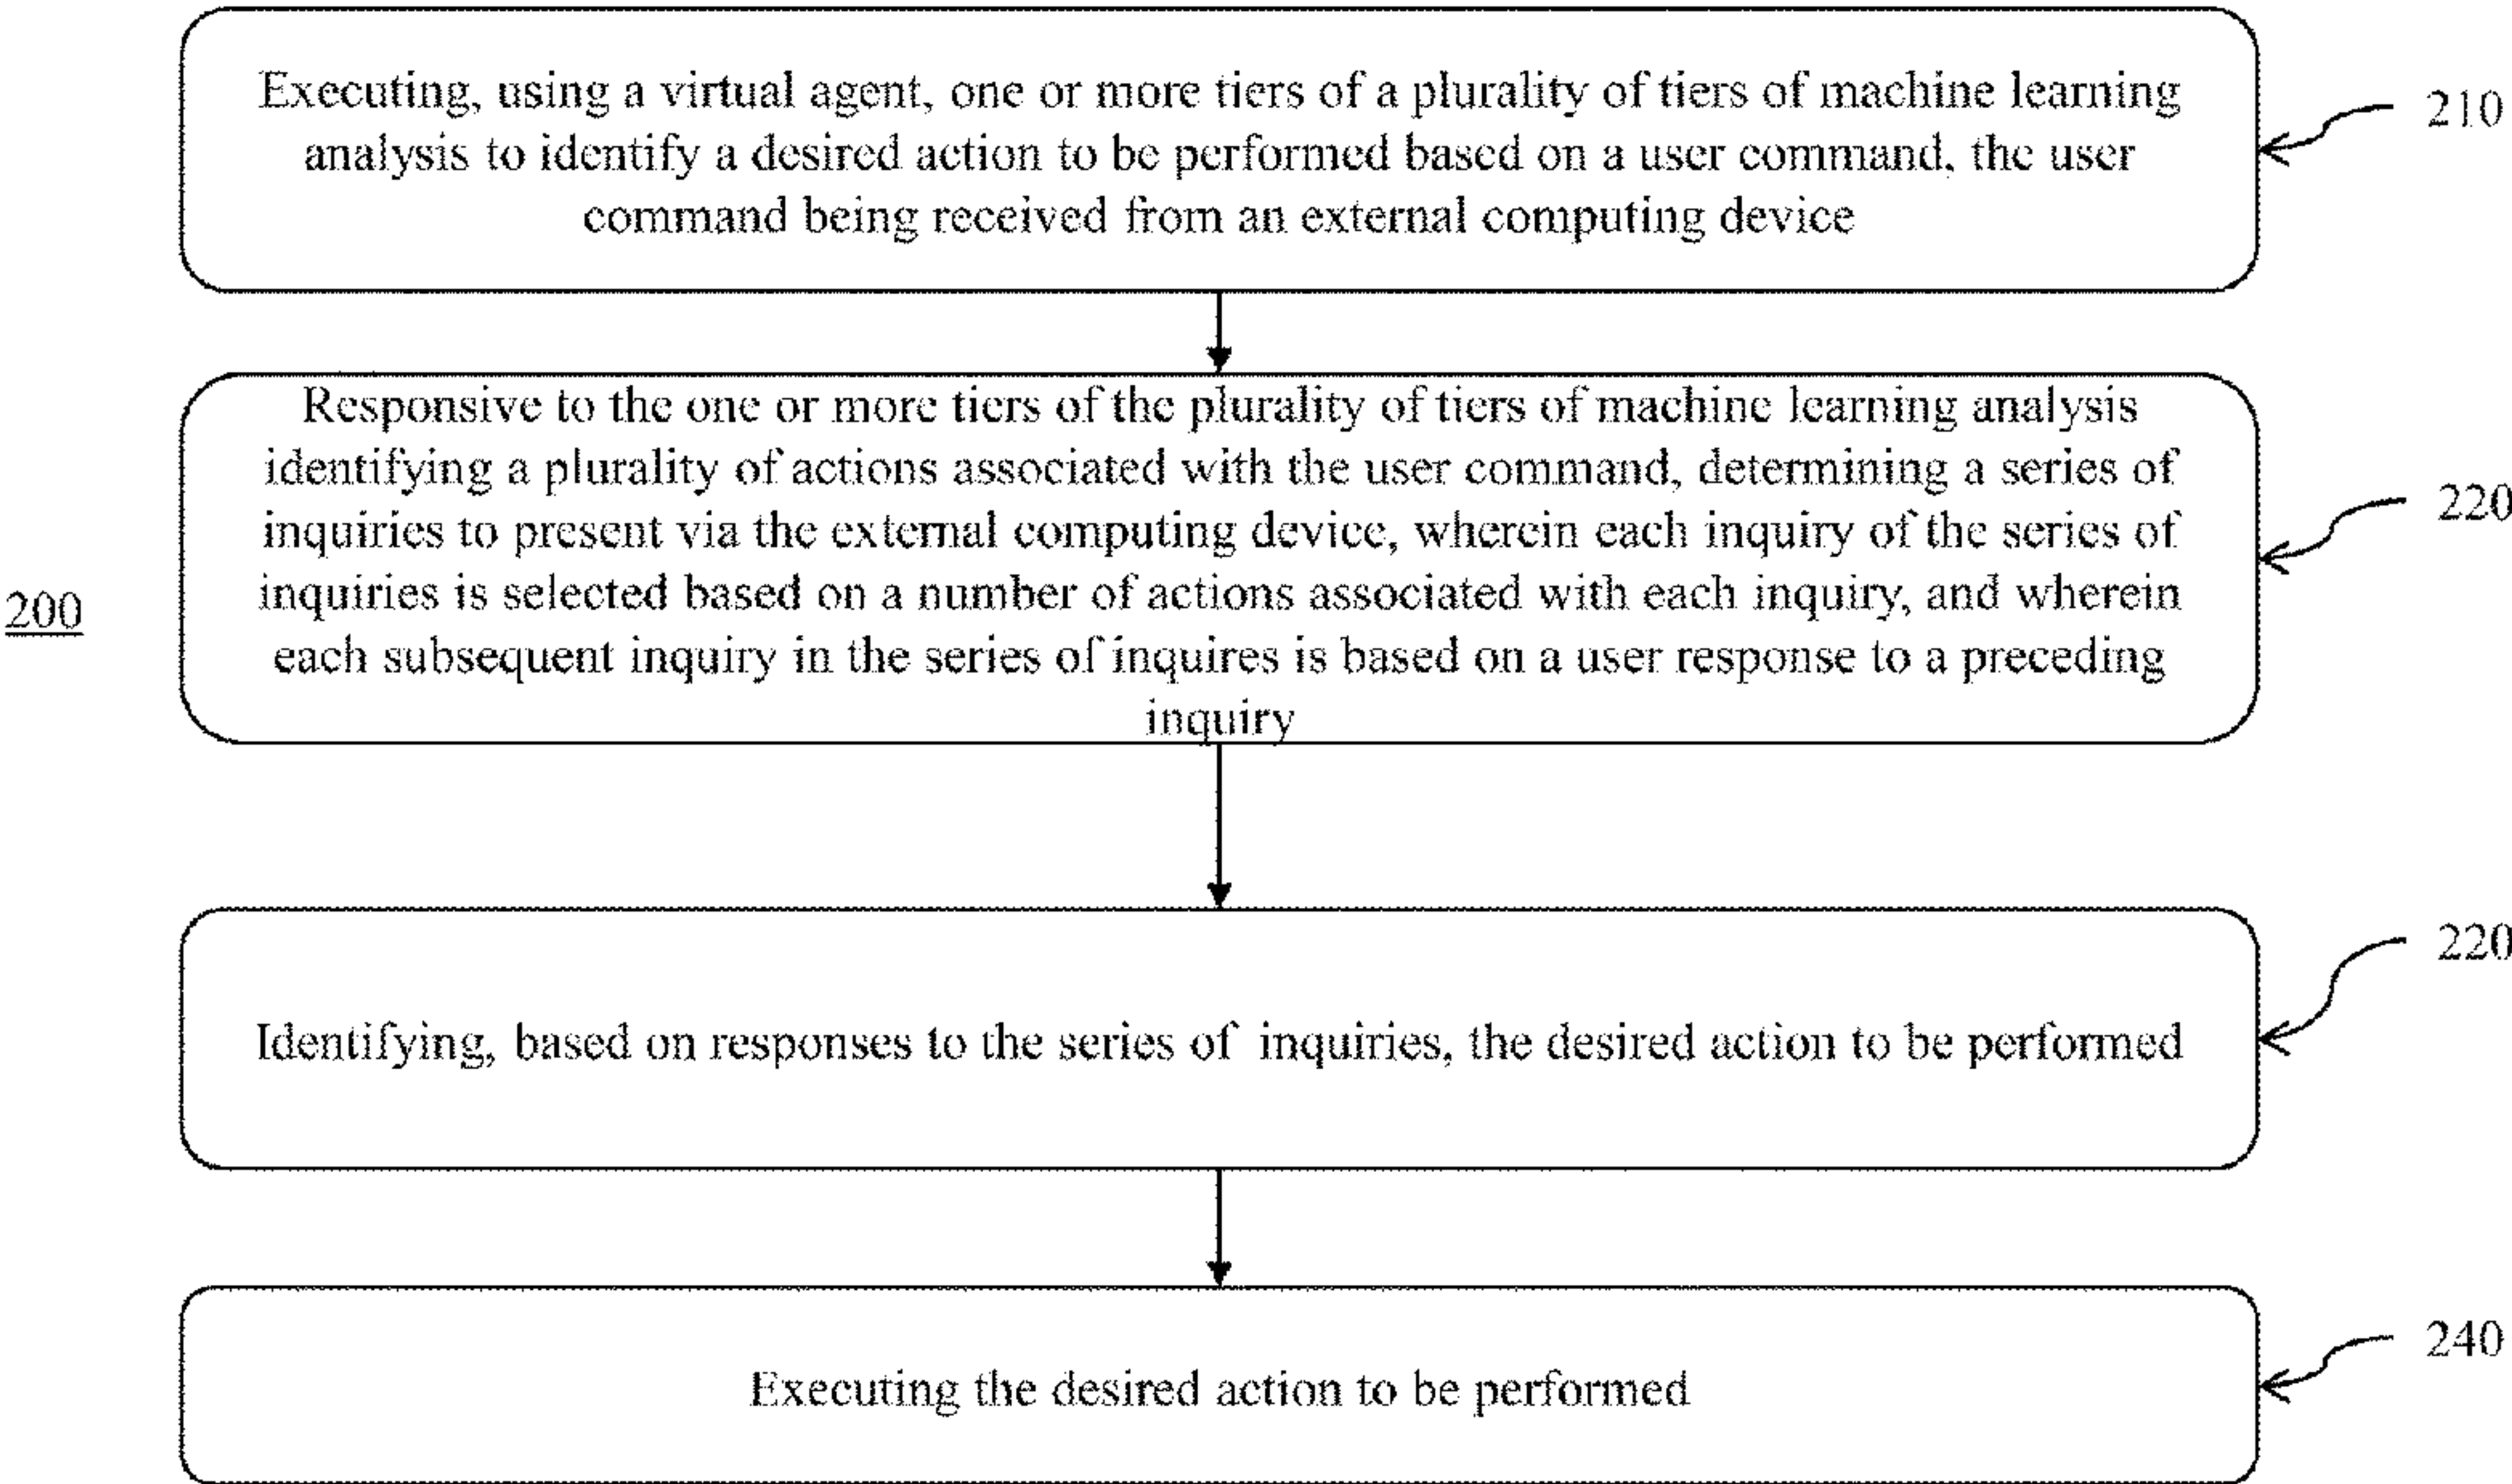 Executing, using a virtual agent, one or more tiers of a plurality of tiers of machine learning
analysis to identify a desired action to be performed based on a user command, the user
command being received from an external computing device
210
Responsive to the one or more tiers of the plurality of tiers of machine learning analysis
identifying a plurality of actions associated with the user command, determining a series of
inquiries to present via the external computing device, wherein each inquiry of the series of
inquiries is selected based on a number of actions associated with each inquiry, and wherein
each subsequent inquiry in the series of inquires is based on a user response to a preceding
inquiry
220
200
Identifying, based on responses to the series of inquiries, the desired action to be performed
220
Executing the desired action to be performed
240